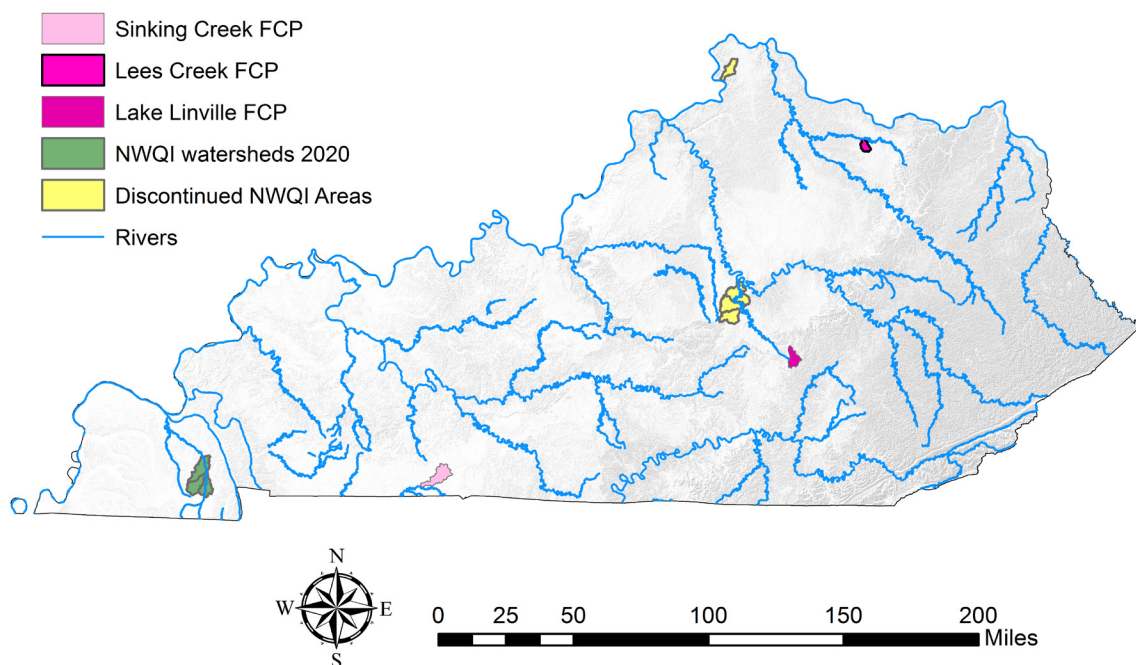 Sinking Creek FCP
Lees Creek FCP
Lake Linville FCP
NWQI watersheds 2020
Discontinued NWQI Areas
Rivers
N
W E
S
0 25 50 100 150 200
Miles